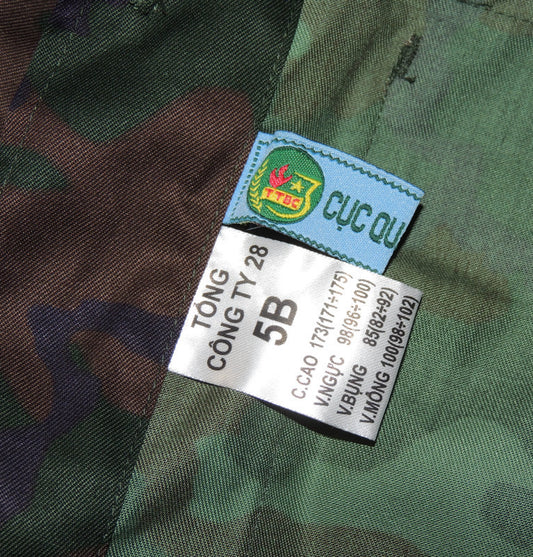 TTBC
CỤC QU
TỔNG
CÔNG TY 28
5B
C.CAO 173(171÷175)
V.NGỰC 98(96÷100)
V.BỤNG 85(82÷92)
V.MÔNG 100(98÷102)